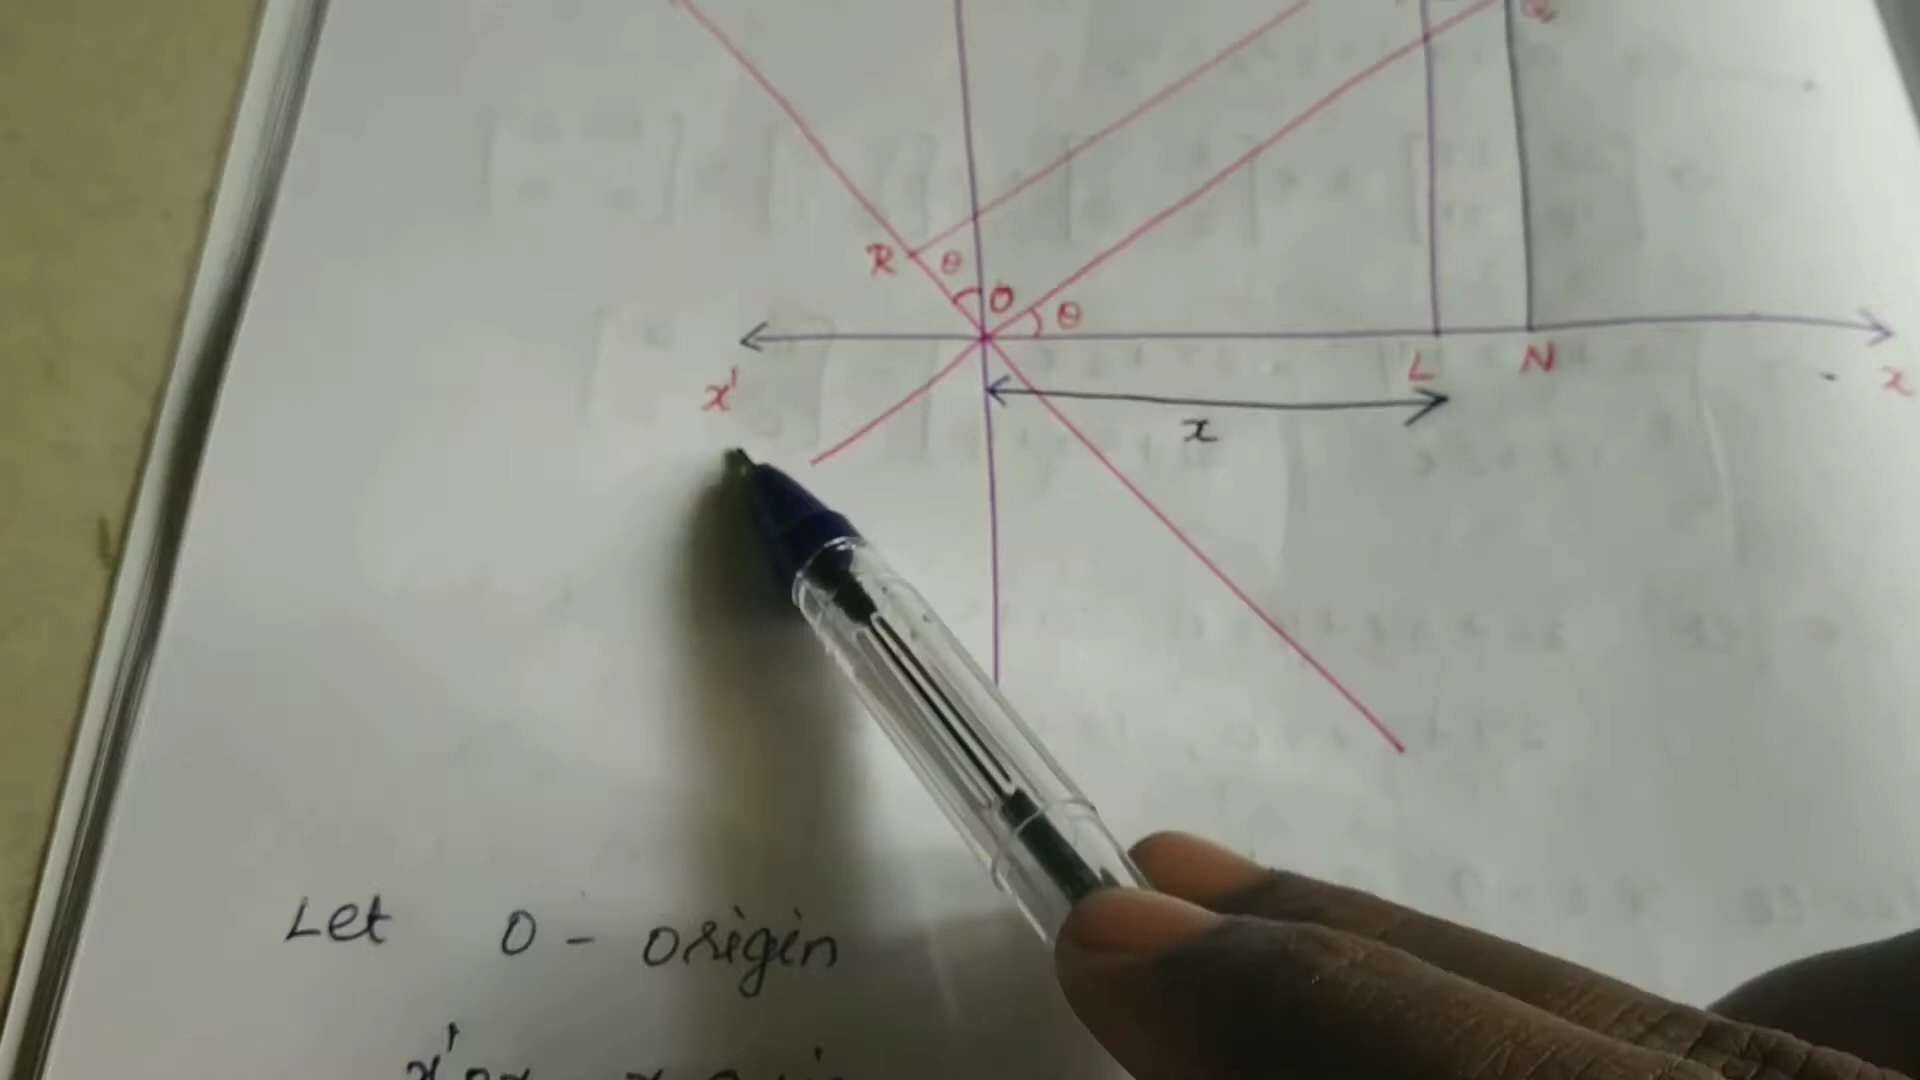 R θ
θ θ
x' L N x
x
Let O - origin